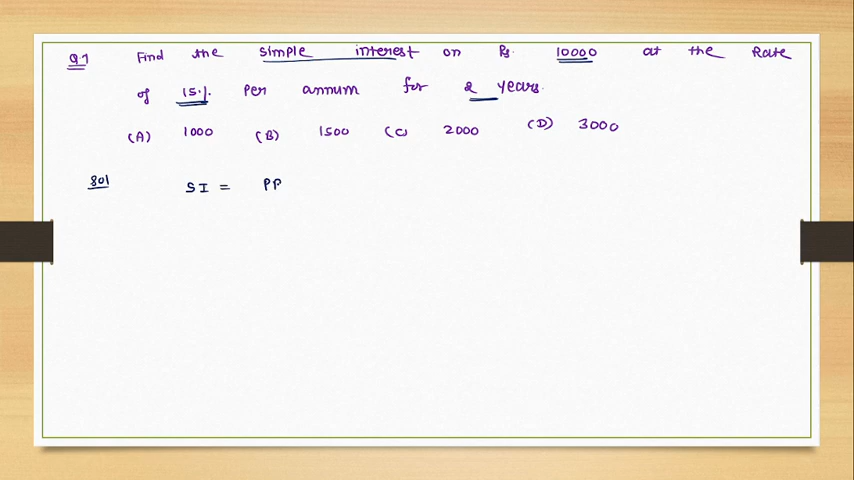 Q1 Find the simple interest on Rs. 10000 at the Rate
of 15% Per annum for 2 years.
(A) 1000 (B) 1500 (C) 2000 (D) 3000
Sol SI = PP